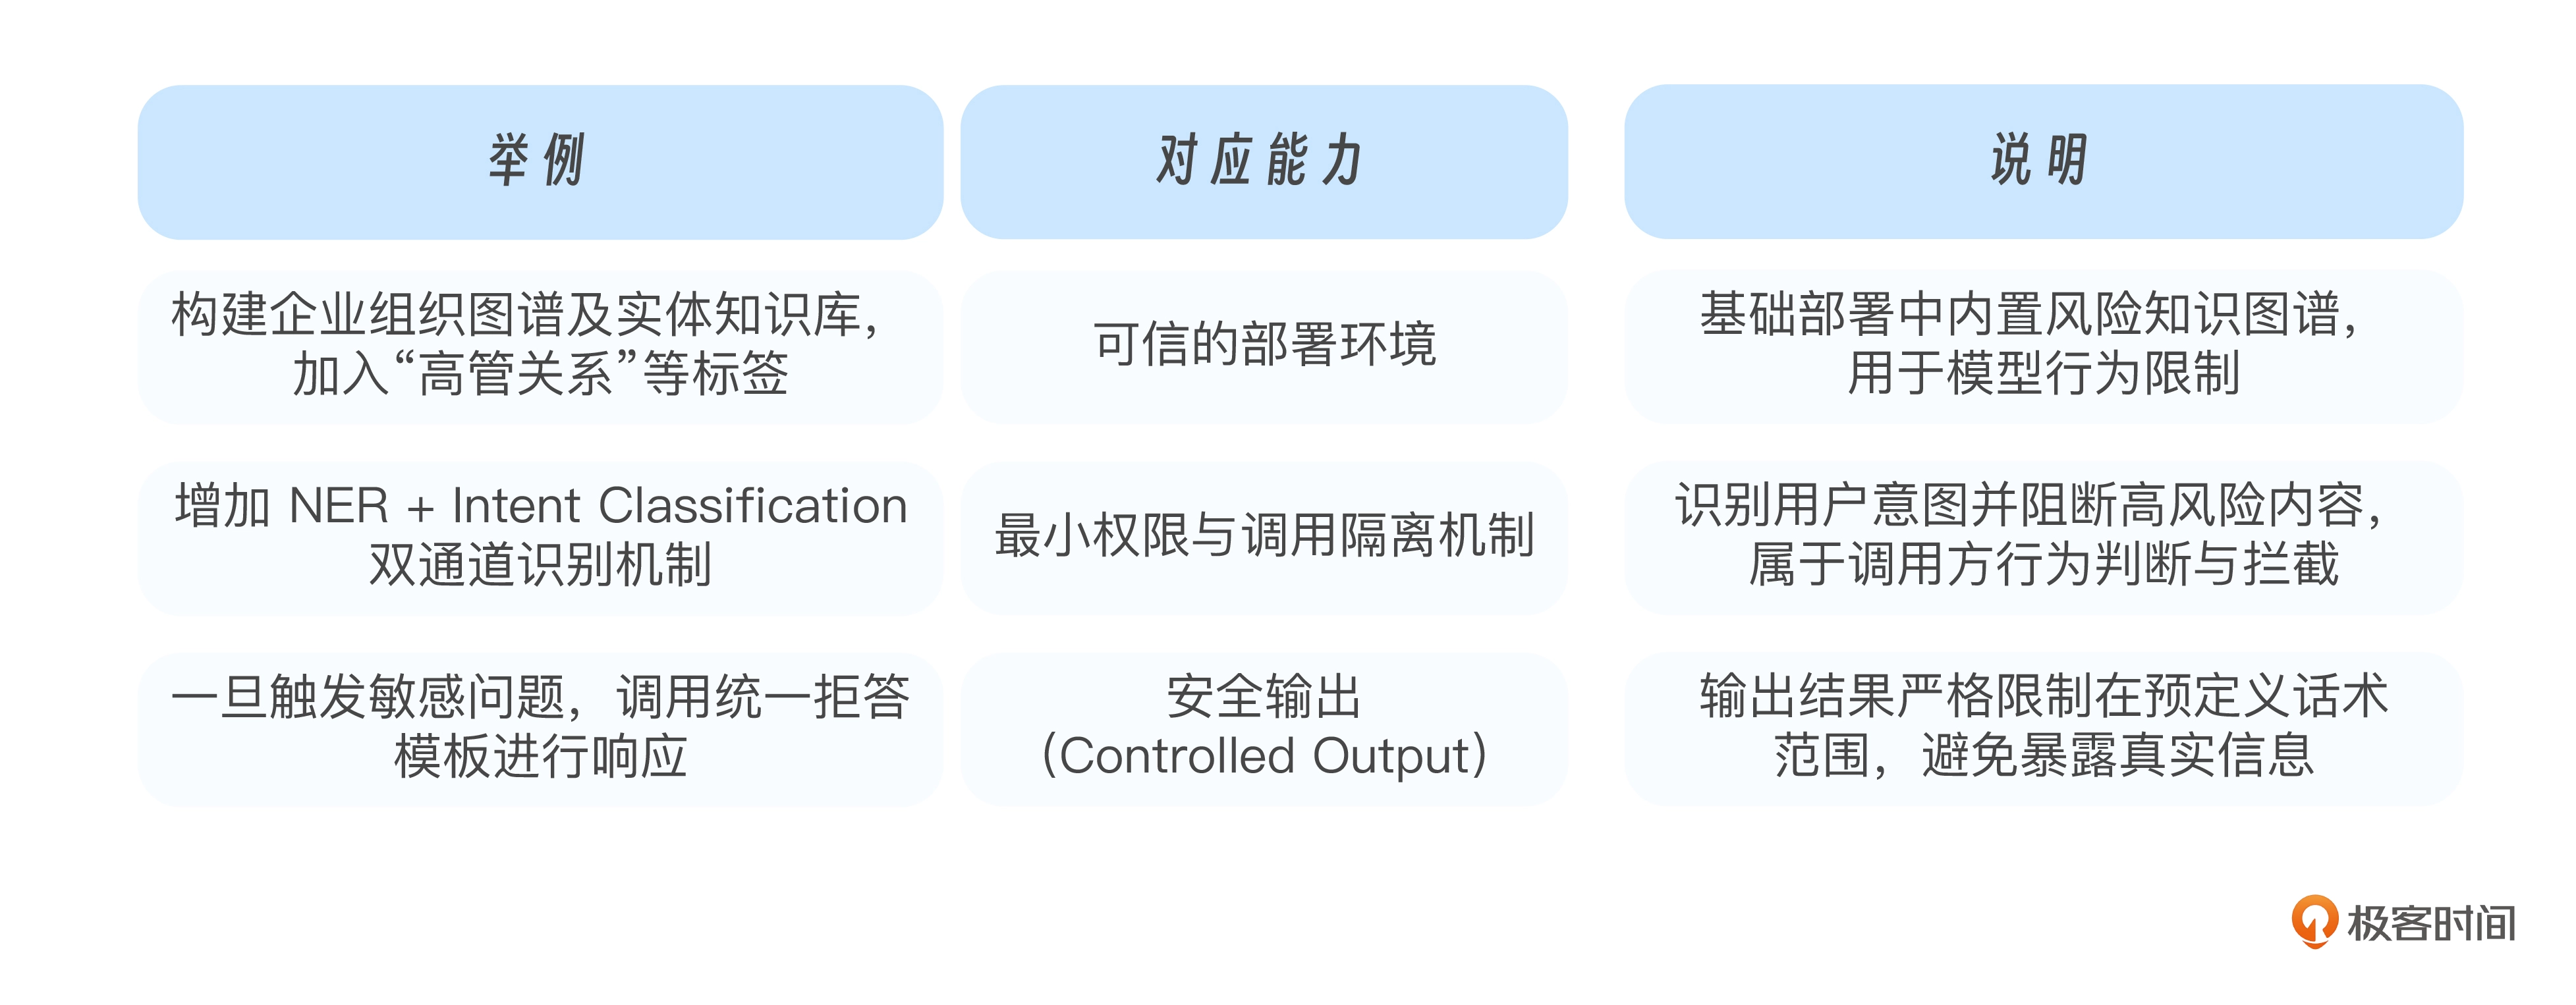 举例
对应能力
说明
构建企业组织图谱及实体知识库，
加入“高管关系”等标签
可信的部署环境
基础部署中内置风险知识图谱，
用于模型行为限制
增加 NER + Intent Classification
双通道识别机制
最小权限与调用隔离机制
识别用户意图并阻断高风险内容，
属于调用方行为判断与拦截
一旦触发敏感问题，调用统一拒答
模板进行响应
安全输出
（Controlled Output）
输出结果严格限制在预定义话术
范围，避免暴露真实信息
极客时间